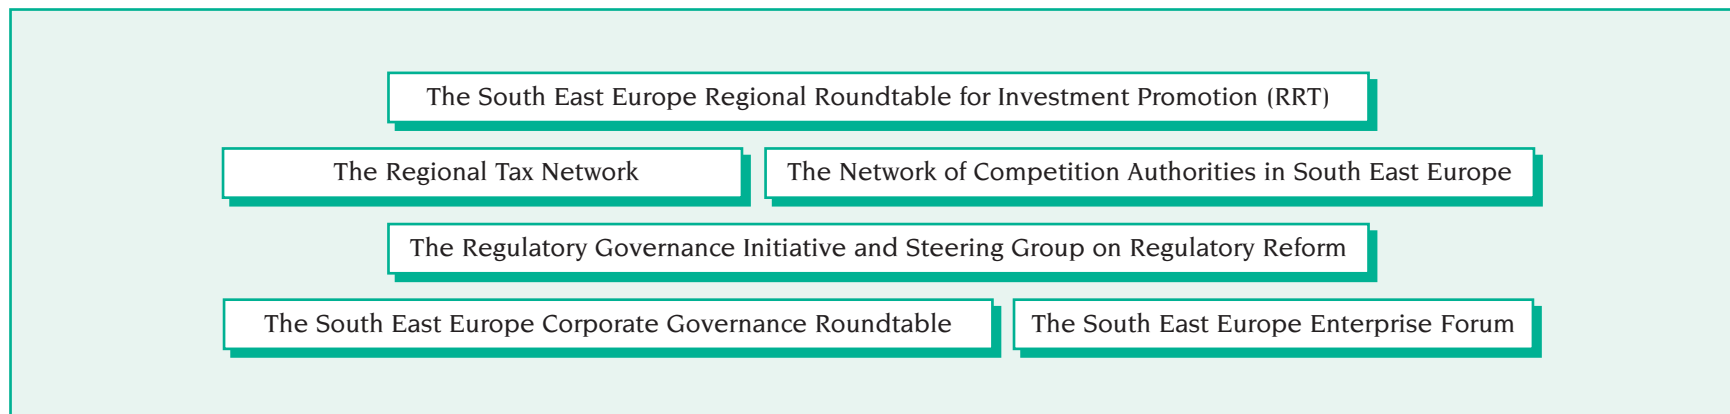 The South East Europe Regional Roundtable for Investment Promotion (RRT)
The Regional Tax Network
The Network of Competition Authorities in South East Europe
The Regulatory Governance Initiative and Steering Group on Regulatory Reform
The South East Europe Corporate Governance Roundtable
The South East Europe Enterprise Forum